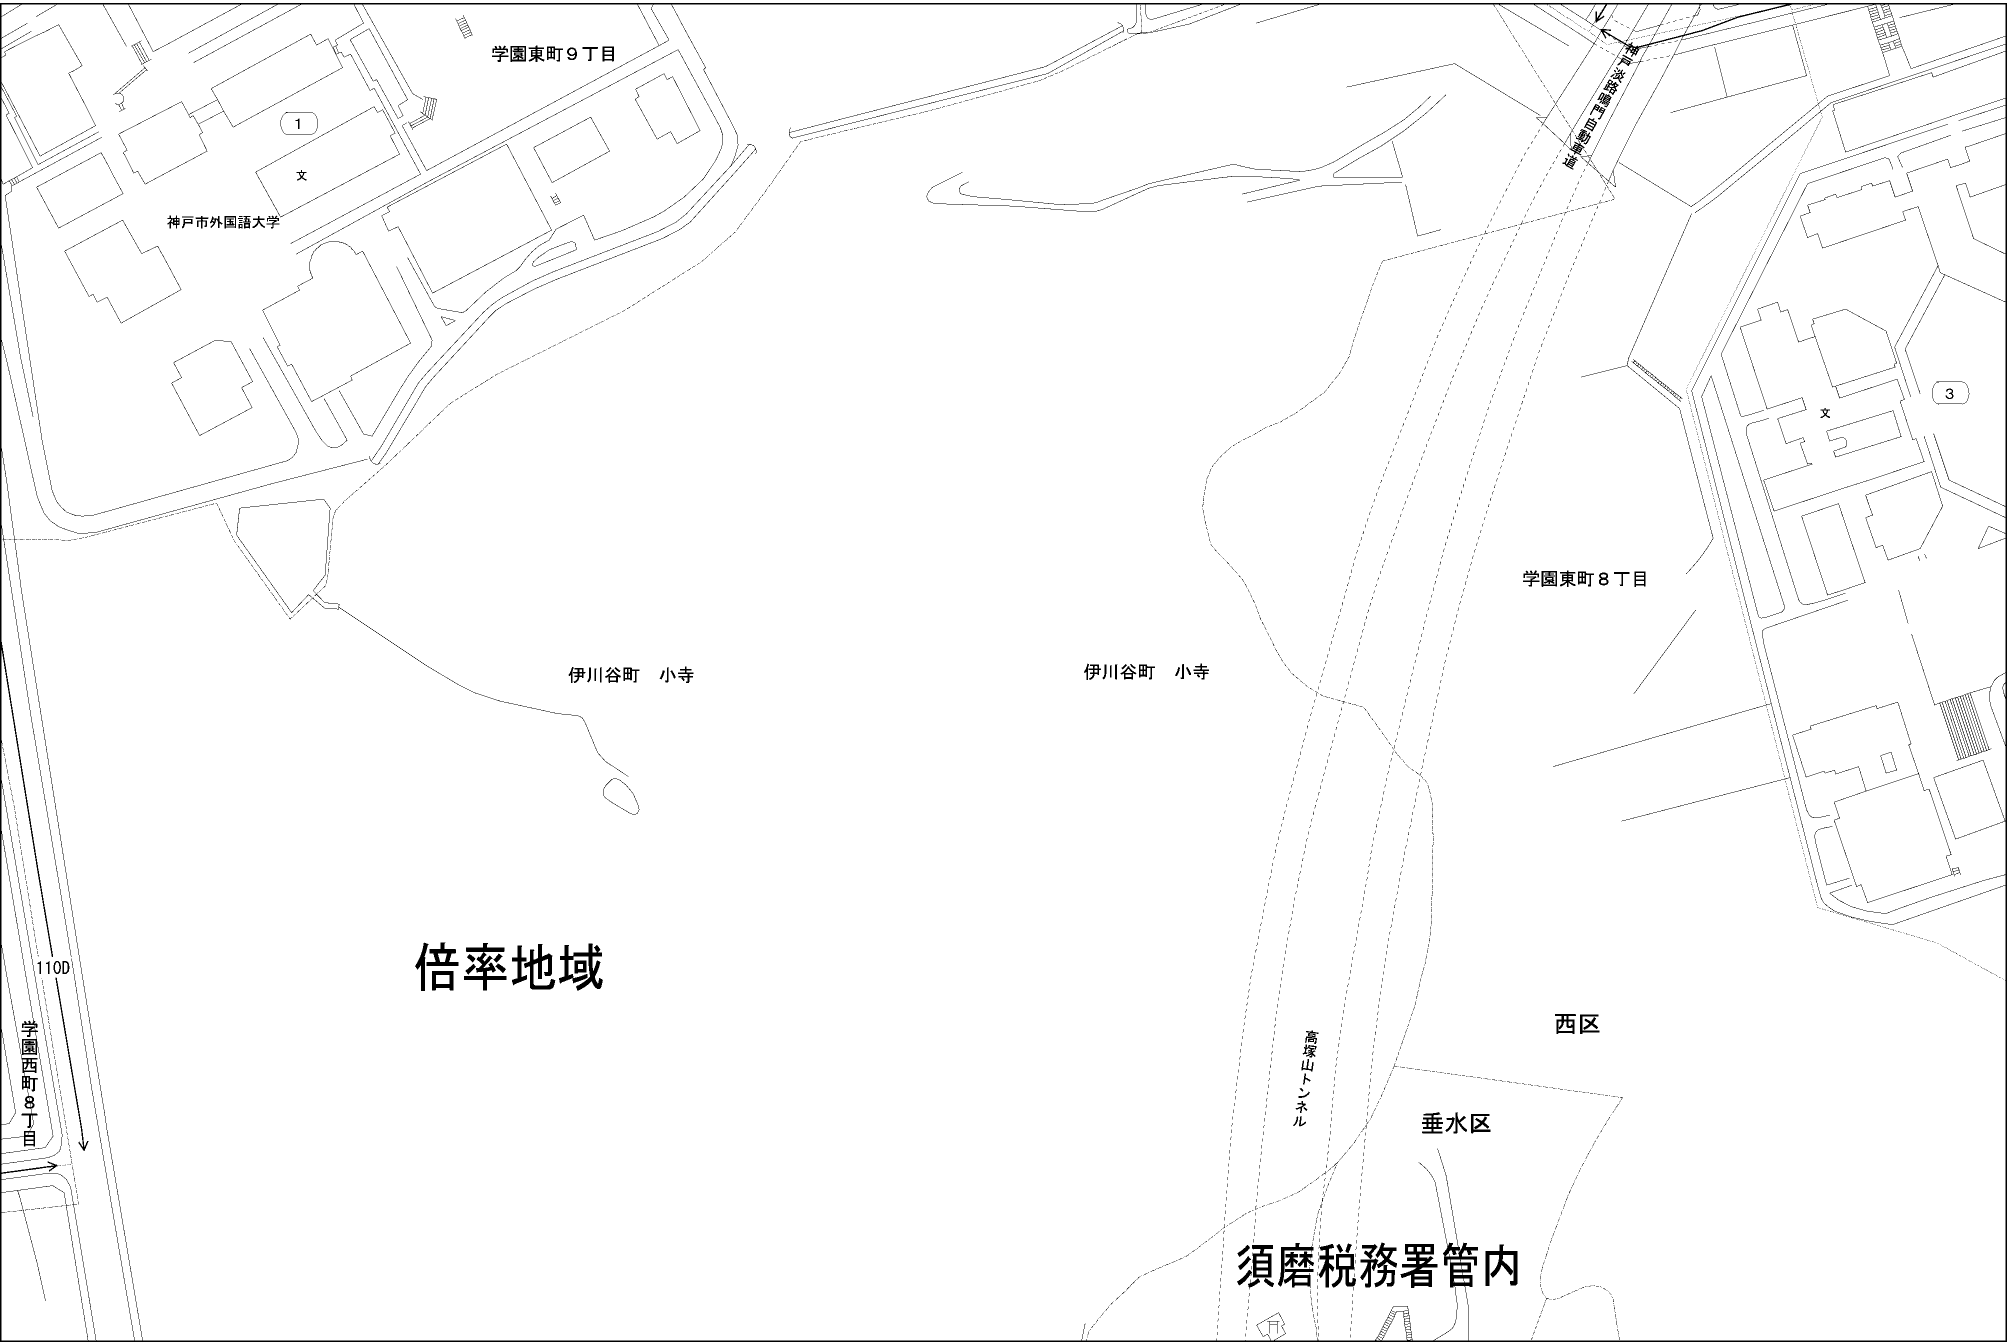 学園東町９丁目
1
文
神戸市外国語大学
神戸淡路鳴門自動車道
3
文
学園東町８丁目
伊川谷町　小寺
伊川谷町　小寺
倍率地域
110D
学園西町８丁目
西区
高塚山トンネル
垂水区
須磨税務署管内